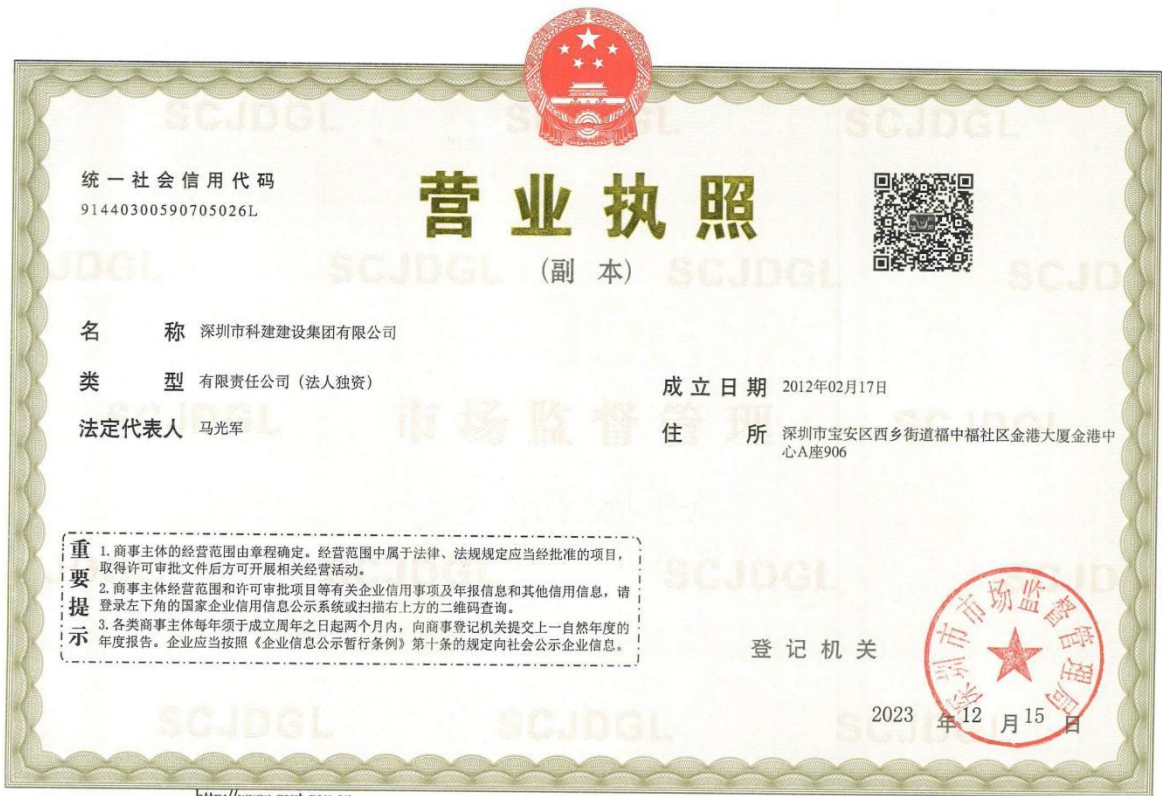 统一社会信用代码
91440300590705026L
营业执照
(副 本)
名 称 深圳市科建建设集团有限公司
类 型 有限责任公司（法人独资）
法定代表人 马光军
成立日期 2012年02月17日
住 所 深圳市宝安区西乡街道福中福社区金港大厦金港中
心A座906
重要提示
1. 商事主体的经营范围由章程确定。经营范围中属于法律、法规规定应当经批准的项目，
取得许可审批文件后方可开展相关经营活动。
2. 商事主体经营范围和许可审批项目等有关企业信用事项及年报信息和其他信用信息，请
登录左下角的国家企业信用信息公示系统或扫描右上方的二维码查询。
3. 各类商事主体每年须于成立周年之日起两个月内，向商事登记机关提交上一自然年度的
年度报告。企业应当按照《企业信息公示暂行条例》第十条的规定向社会公示企业信息。
登记机关
深圳市市场监督管理局
2023 年 12 月 15 日
SCJDGL
市场监督管理